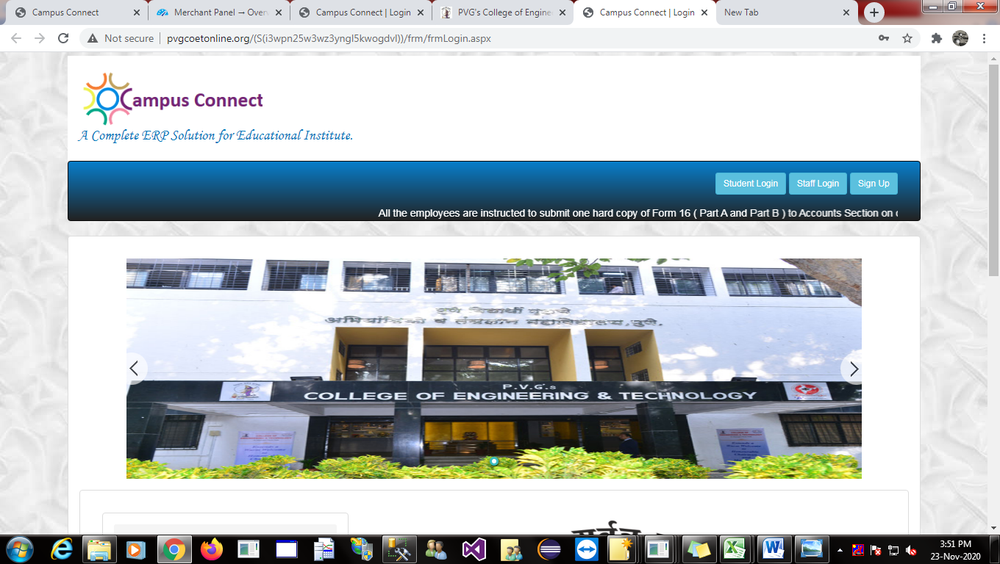 Campus Connect
Merchant Panel → Over
Campus Connect | Login
PVG's College of Engine
Campus Connect | Login
New Tab
Not secure
pvgcoetonline.org/(S(i3wpn25w3wz3yngl5kwogdvl))/frm/frmLogin.aspx
Campus Connect
A Complete ERP Solution for Educational Institute.
Student Login
Staff Login
Sign Up
All the employees are instructed to submit one hard copy of Form 16 ( Part A and Part B ) to Accounts Section on
पुणे विद्यार्थी गृहाचे
अभियांत्रिकी व तंत्रज्ञान महाविद्यालय, पुणे.
P.V.G.s
COLLEGE OF ENGINEERING & TECHNOLOGY
3:51 PM
23-Nov-2020